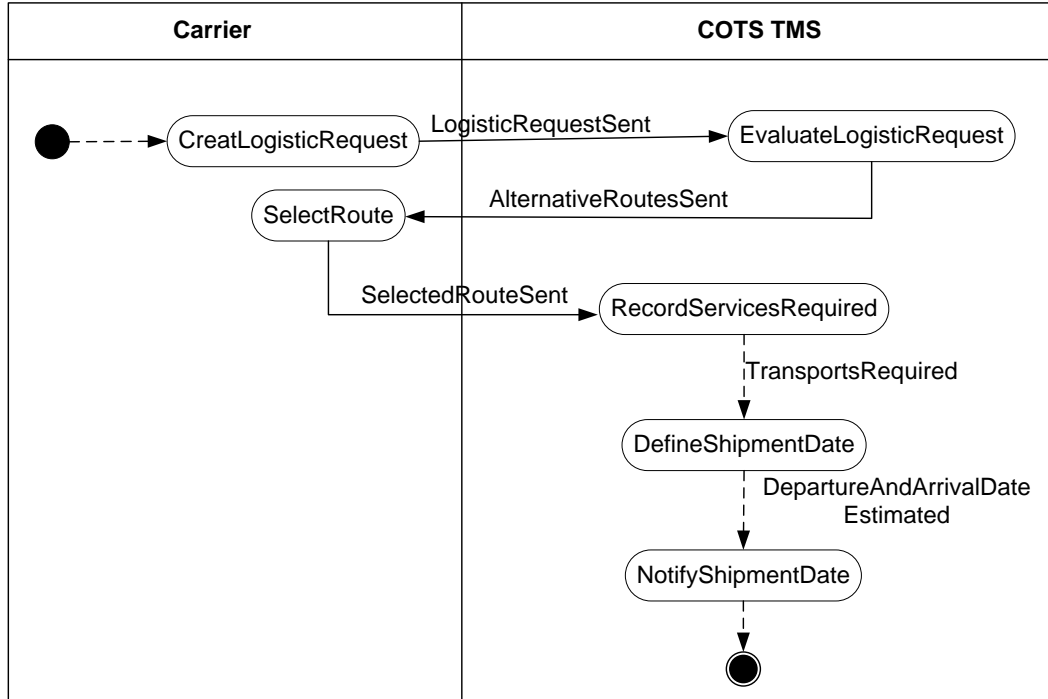 Carrier
COTS TMS
CreatLogisticRequest
LogisticRequestSent
EvaluateLogisticRequest
AlternativeRoutesSent
SelectRoute
SelectedRouteSent
RecordServicesRequired
TransportsRequired
DefineShipmentDate
DepartureAndArrivalDate
Estimated
NotifyShipmentDate